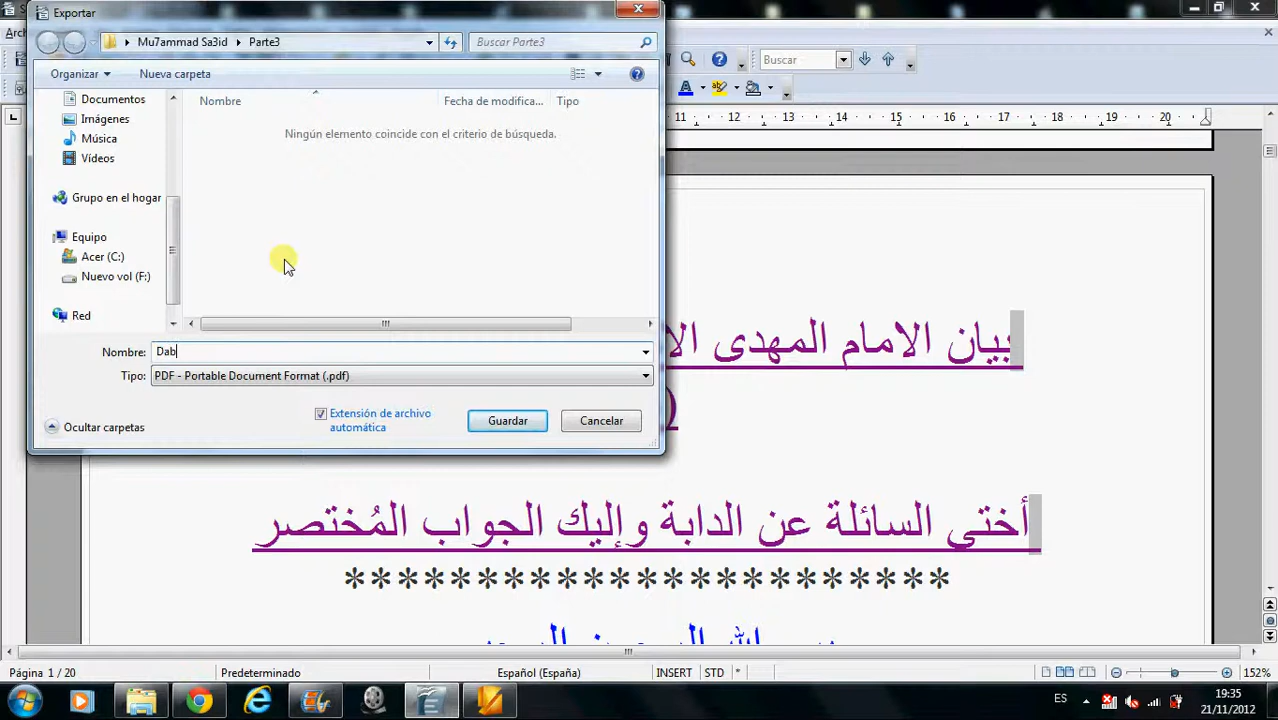 Exportar
Mu7ammad Sa3id
Parte3
Buscar Parte3
Organizar
Nueva carpeta
Documentos
Imágenes
Música
Vídeos
Grupo en el hogar
Equipo
Acer (C:)
Nuevo vol (F:)
Red
Nombre
Fecha de modifica...
Tipo
Ningún elemento coincide con el criterio de búsqueda.
Nombre: Dab
Tipo: PDF - Portable Document Format (.pdf)
Extensión de archivo
automática
Guardar
Cancelar
Ocultar carpetas
Buscar
11 12 13 14 15 16 17 18 19 20
بيان الامام المهدى
أختي السائلة عن الدابة وإليك الجواب المُختصر
***********************
Página 1 / 20
Predeterminado
Español (España)
INSERT
STD
*
152%
ES
19:35
21/11/2012